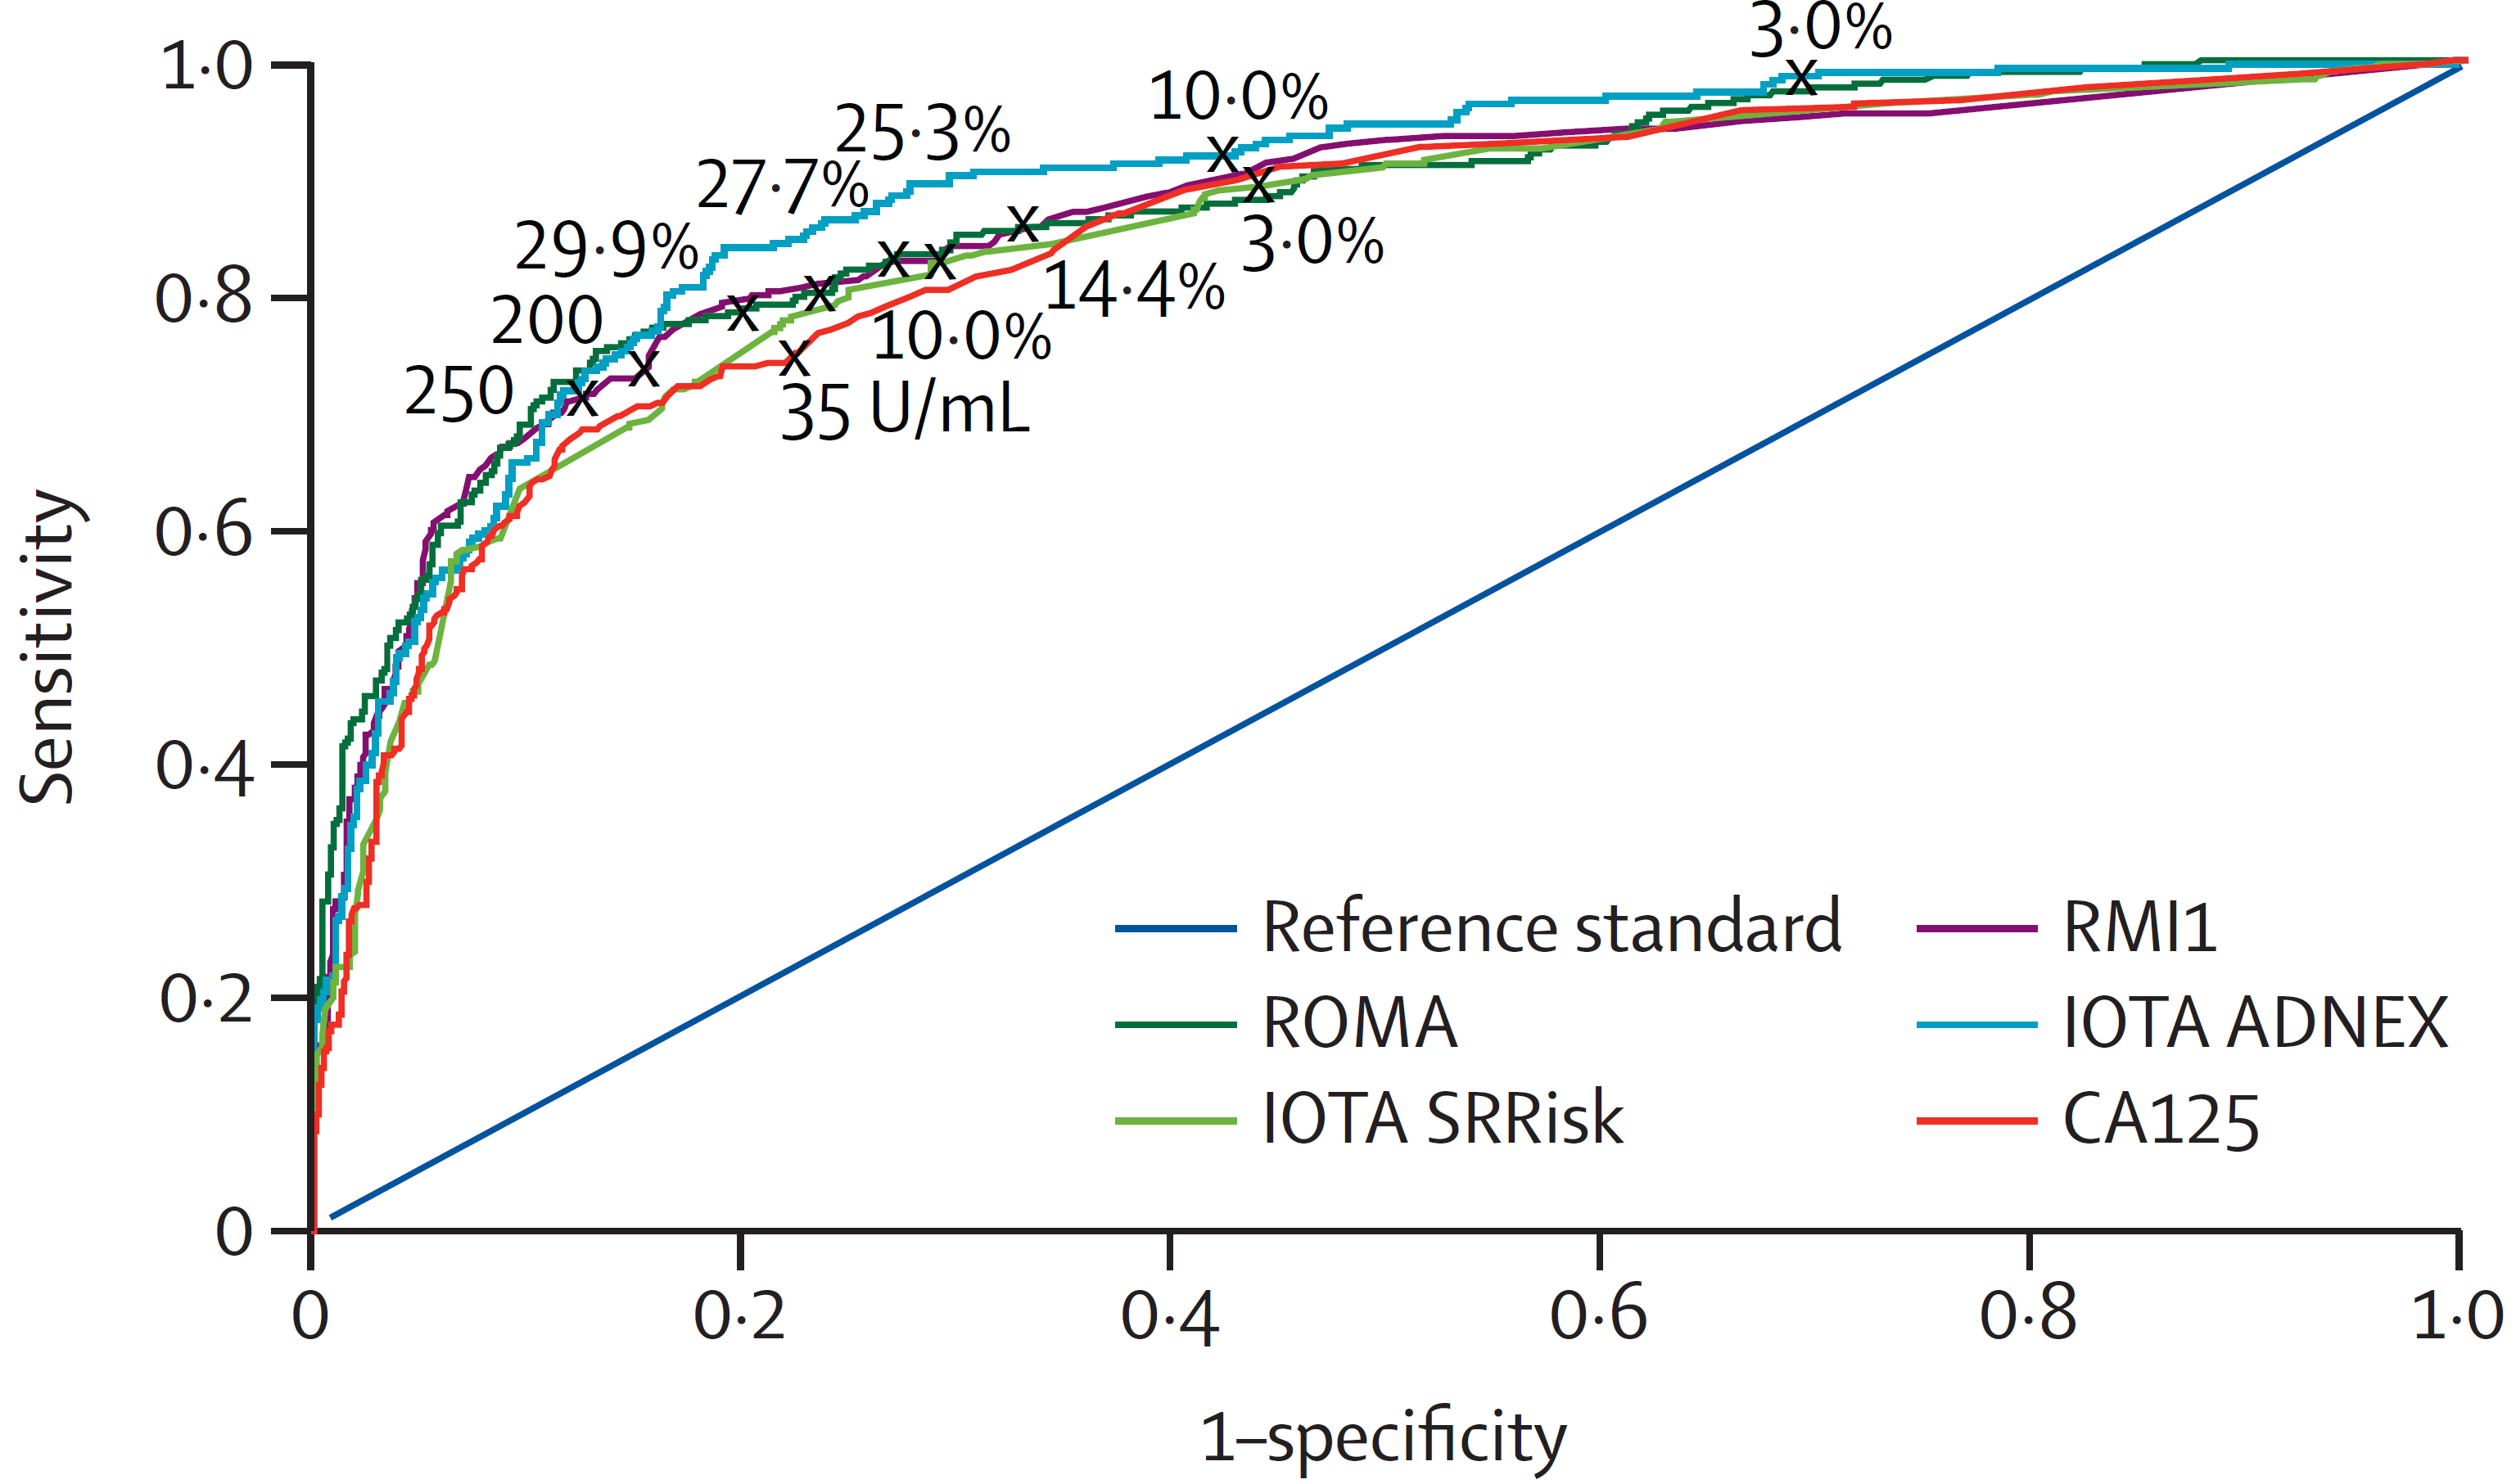 3·0%
1·0
10·0%
25·3%
27·7%
29·9%
3·0%
14·4%
0·8
200
10·0%
250
35 U/mL
0·6
Sensitivity
0·4
0·2
0
Reference standard
RMI1
ROMA
IOTA ADNEX
IOTA SRRisk
CA125
0
0·2
0·4
0·6
0·8
1·0
1–specificity
x
x
x
x
x
x
x
x
x
x
x